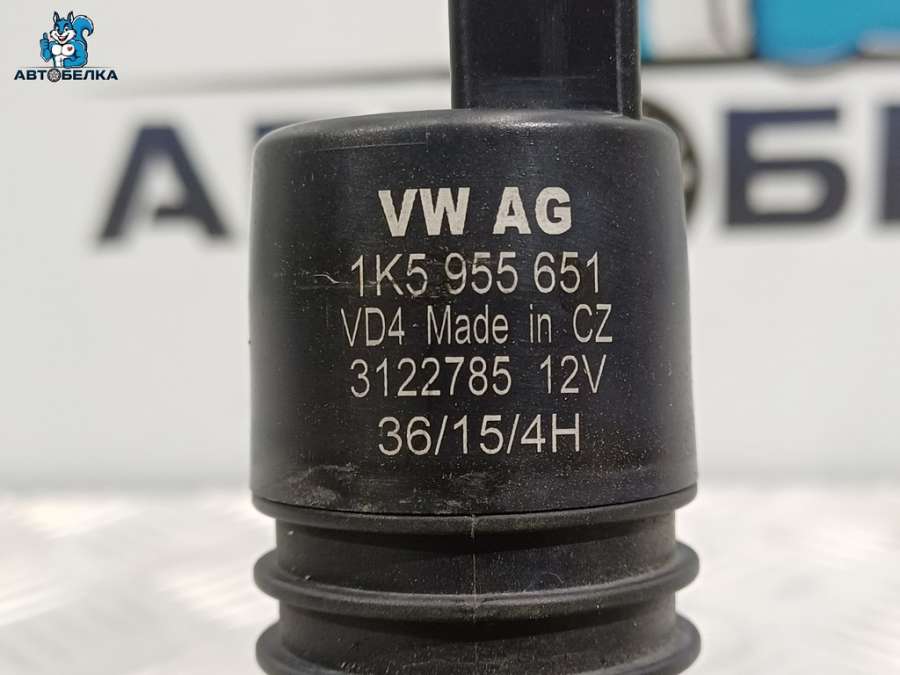 АВТОБЕЛКА
VW AG
1K5 955 651
VD4 Made in CZ
3122785 12V
36/15/4H